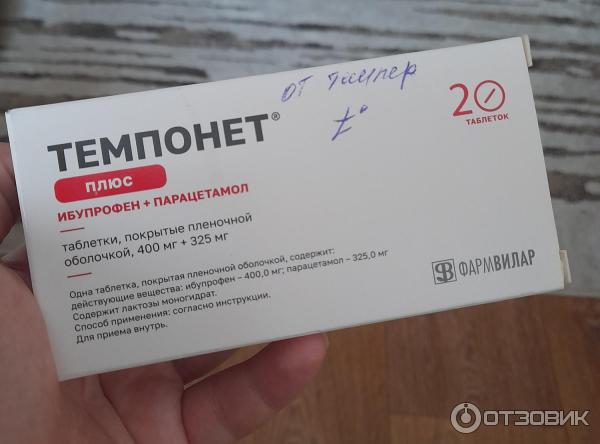 от темпер
t°
20
ТАБЛЕТОК
ТЕМПОНЕТ®
ПЛЮС
ИБУПРОФЕН + ПАРАЦЕТАМОЛ
таблетки, покрытые пленочной
оболочкой, 400 мг + 325 мг
Одна таблетка, покрытая пленочной оболочкой, содержит:
действующие вещества: ибупрофен – 400,0 мг; парацетамол – 325,0 мг
Содержит лактозы моногидрат.
Способ применения: согласно инструкции.
Для приема внутрь.
ФВ ФАРМВИЛАР
ОТЗОВИК